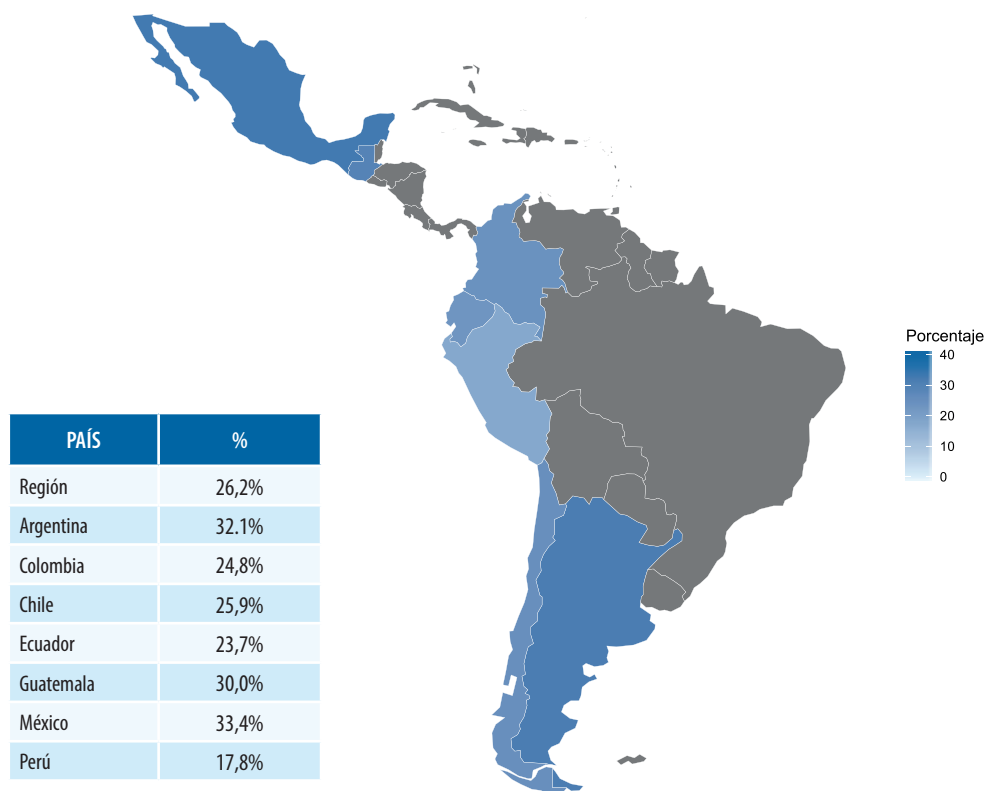 Porcentaje
40
30
20
10
0
PAÍS %
Región 26,2%
Argentina 32.1%
Colombia 24,8%
Chile 25,9%
Ecuador 23,7%
Guatemala 30,0%
México 33,4%
Perú 17,8%